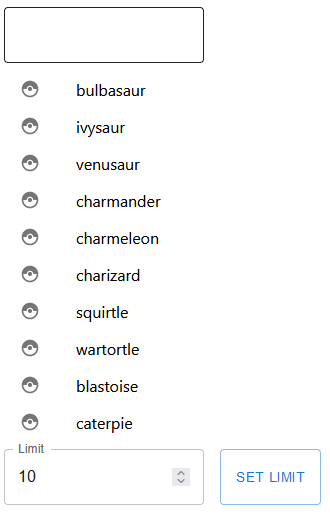 bulbasaur
ivysaur
venusaur
charmander
charmeleon
charizard
squirtle
wartortle
blastoise
caterpie
Limit
10
SET LIMIT